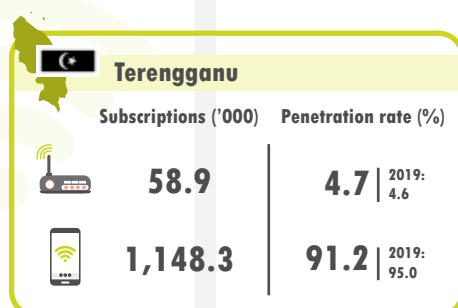 Terengganu
Subscriptions ('000) Penetration rate (%)
58.9 4.7 2019: 4.6
1,148.3 91.2 2019: 95.0